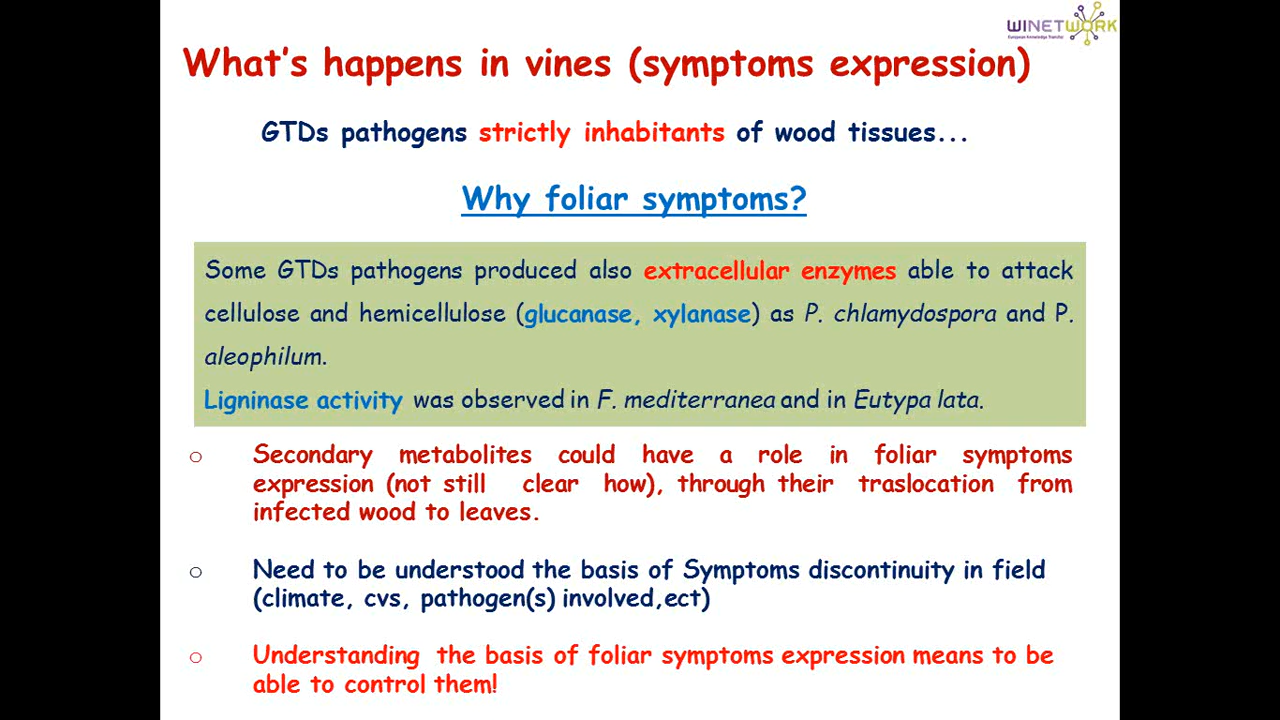 WINETWORK
European Knowledge Transfer
What's happens in vines (symptoms expression)
GTDs pathogens strictly inhabitants of wood tissues...
Why foliar symptoms?
Some GTDs pathogens produced also extracellular enzymes able to attack
cellulose and hemicellulose (glucanase, xylanase) as P. chlamydospora and P.
aleophilum.
Ligninase activity was observed in F. mediterranea and in Eutypa lata.
o Secondary metabolites could have a role in foliar symptoms
expression (not still clear how), through their traslocation from
infected wood to leaves.
o Need to be understood the basis of Symptoms discontinuity in field
(climate, cvs, pathogen(s) involved,ect)
o Understanding the basis of foliar symptoms expression means to be
able to control them!